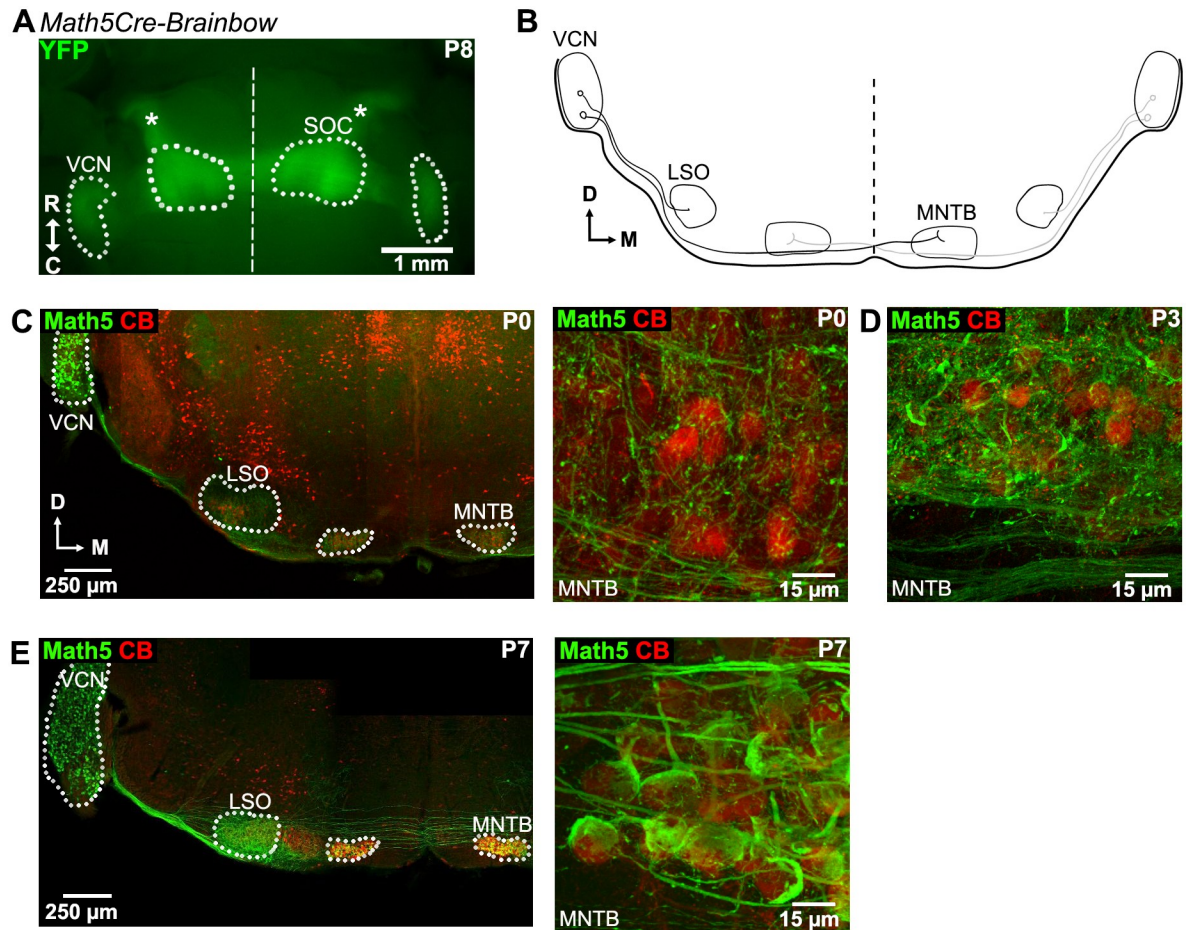 A Math5Cre-Brainbow
YFP
P8
*
*
SOC
VCN
R
C
1 mm
B
VCN
LSO
MNTB
D
M
C Math5 CB
P0
VCN
LSO
MNTB
D
M
250 µm
Math5 CB
P0
MNTB
15 µm
D Math5 CB
P3
MNTB
15 µm
E Math5 CB
P7
VCN
LSO
MNTB
250 µm
Math5 CB
P7
MNTB
15 µm